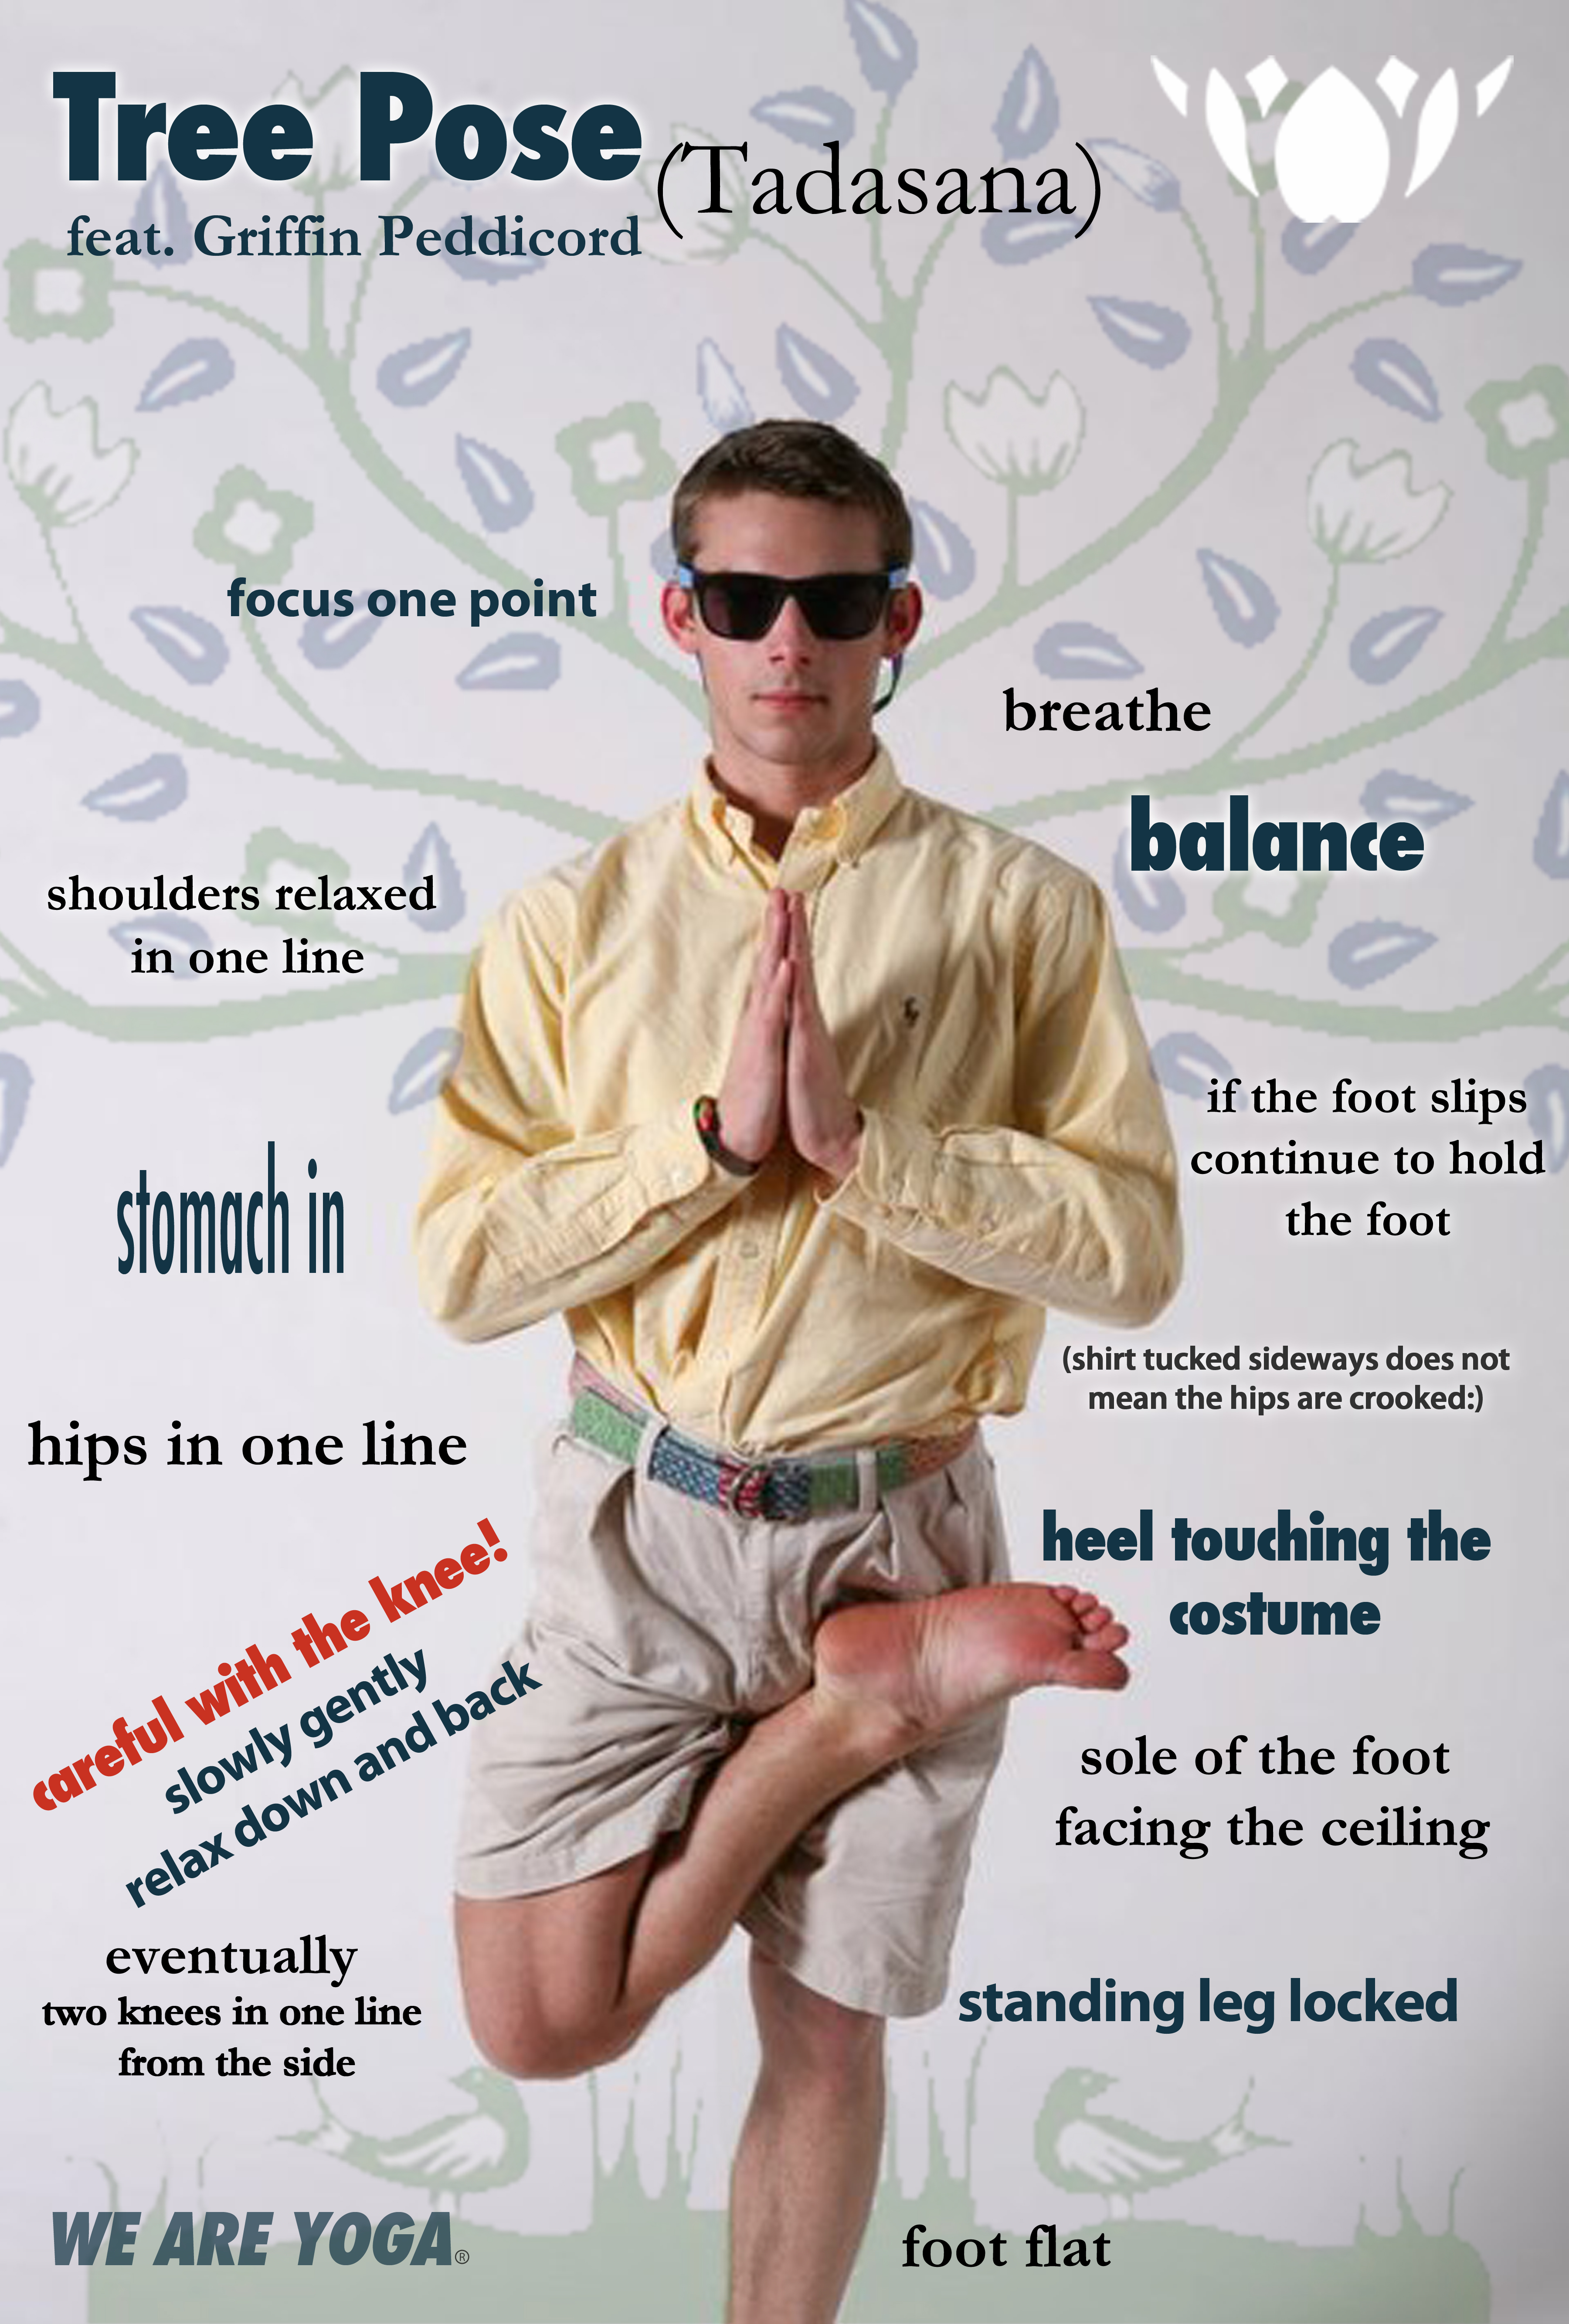 Tree Pose
(Tadasana)
feat. Griffin Peddicord
focus one point
breathe
balance
shoulders relaxed
in one line
if the foot slips
continue to hold
the foot
stomach in
(shirt tucked sideways does not
mean the hips are crooked:)
hips in one line
heel touching the
costume
careful with the knee!
slowly gently
relax down and back
sole of the foot
facing the ceiling
eventually
two knees in one line
from the side
standing leg locked
WE ARE YOGA®
foot flat